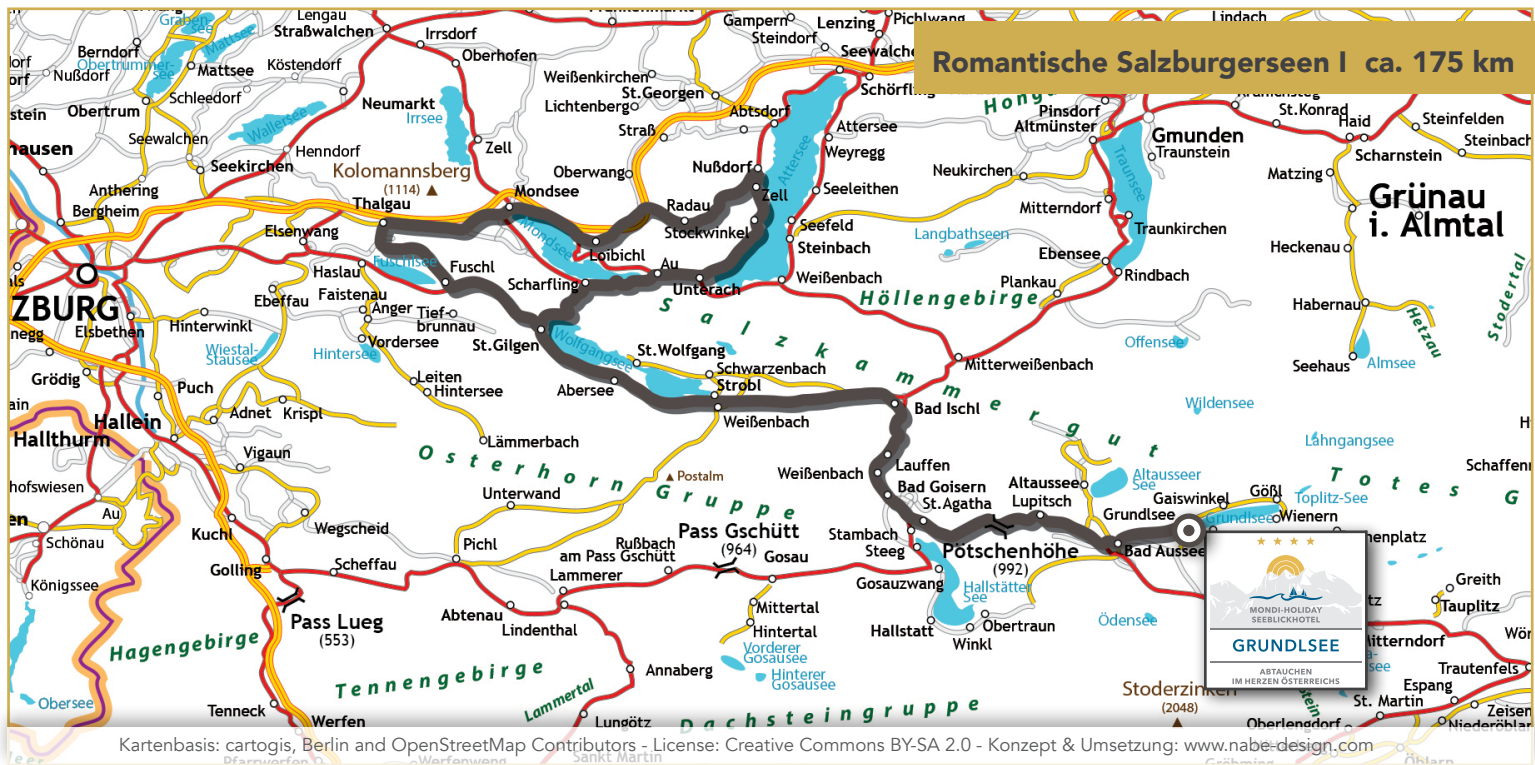 Romantische Salzburgerseen I ca. 175 km
Graben-
see
Mattsee
Lengau
Straßwalchen
Irrsdorf
Oberhofen
Gampern
Steindorf
Lenzing
Pichlwang
Lindach
Berndorf
Obertrummer-
see
Nußdorf
Mattsee
Köstendorf
Schleedorf
Obertrum
Weißenkirchen
St.Georgen
Lichtenberg
Straß
Abtsdorf
Attersee
Attersee
Weyregg
Neumarkt
Irrsee
Wallersee
Seewalchen
Henndorf
Zell
Seekirchen
Anthering
Bergheim
Kolomannsberg
(1114)
Thalgau
Mondsee
Oberwang
Nußdorf
Zell
Seeleithen
Radau
Stockwinkel
Seefeld
Steinbach
Weißenbach
Pinsdorf
Altmünster
Gmunden
Traunstein
Traunsee
Neukirchen
Mitterndorf
Traunkirchen
Langbathseen
Ebensee
Rindbach
Plankau
St.Konrad
Haid
Steinfelden
Scharnstein
Matzing
Grünau
i. Almtal
Heckenau
Habernau
Hetzau
Stodertal
Seehaus
Almsee
Elsenwang
Haslau
Fuschlsee
Fuschl
Mondsee
Loibichl
Scharfling
Au
Unterach
Höllengebirge
Salzkammergut
Ebeffau
Faistenau
Anger
Tief-
brunnau
Vordersee
Hintersee
Hinterwinkl
Wiestal-
Stausee
Elsbethen
St.Gilgen
Wolfgangsee
St.Wolfgang
Schwarzenbach
Strobl
Abersee
Weißenbach
Mitterweißenbach
Bad Ischl
Offensee
Wildensee
Lahngangsee
Grödig
Puch
Leiten
Hintersee
Adnet
Krispl
Hallein
Hallthurm
Vigaun
Lämmerbach
Osterhorn Gruppe
Postalm
Lauffen
Weißenbach
Bad Goisern
St.Agatha
Altaussee
Lupitsch
Altausseer
See
Gaiswinkel
Gößl
Toplitz-See
Grundlsee
Grundlsee
Wienern
Au
Schönau
Königssee
Kuchl
Wegscheid
Unterwand
Pichl
Golling
Scheffau
Rußbach
am Pass Gschütt
Lammerer
Pass Gschütt
(964)
Gosau
Stambach
Steeg
Gosauzwang
Pötschenhöhe
(992)
Bad Aussee
Hallstätter
See
Hallstatt
Obertraun
Winkl
Ödensee
Pass Lueg
(553)
Abtenau
Lindenthal
Mittertal
Hintertal
Vorderer
Gosausee
Hinterer
Gosausee
Hagengebirge
Tennengebirge
Annaberg
Lammertal
Lungötz
Dachsteingruppe
Obersee
Tenneck
Werfen
MONDI-HOLIDAY
SEEBLICKHOTEL
GRUNDLSEE
ABTAUCHEN
IM HERZEN ÖSTERREICHS
Greith
Tauplitz
Trautenfels
Espang
St. Martin
Stoderzinken
(2048)
Oberlengdorf
Kartenbasis: cartogis, Berlin and OpenStreetMap Contributors - License: Creative Commons BY-SA 2.0 - Konzept & Umsetzung: www.nabe-design.com